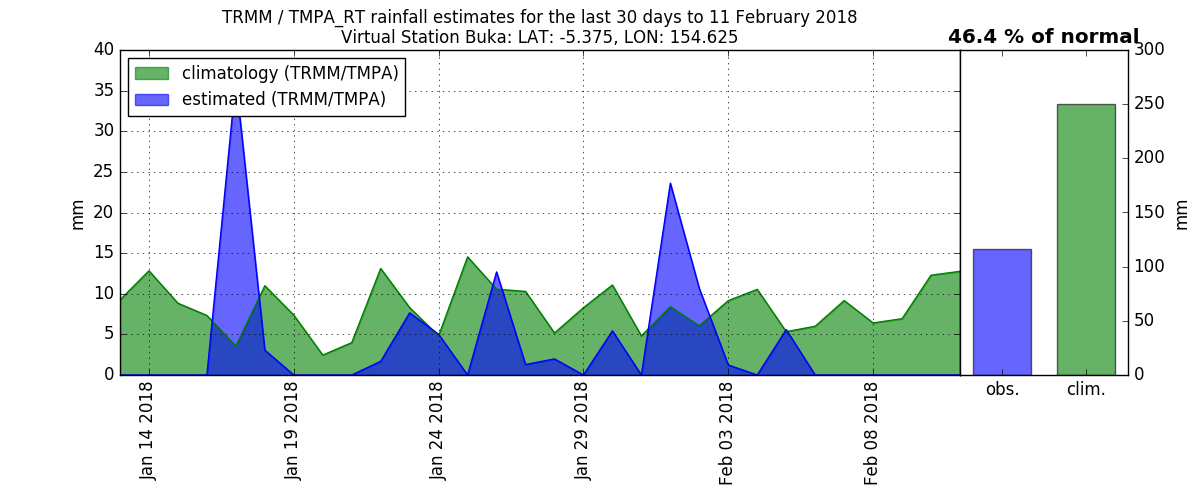 TRMM / TMPA_RT rainfall estimates for the last 30 days to 11 February 2018
Virtual Station Buka: LAT: -5.375, LON: 154.625
46.4 % of normal
climatology (TRMM/TMPA)
estimated (TRMM/TMPA)
mm
40
35
30
25
20
15
10
5
0
Jan 14 2018
Jan 19 2018
Jan 24 2018
Jan 29 2018
Feb 03 2018
Feb 08 2018
obs.
clim.
300
250
200
150
100
50
0
mm